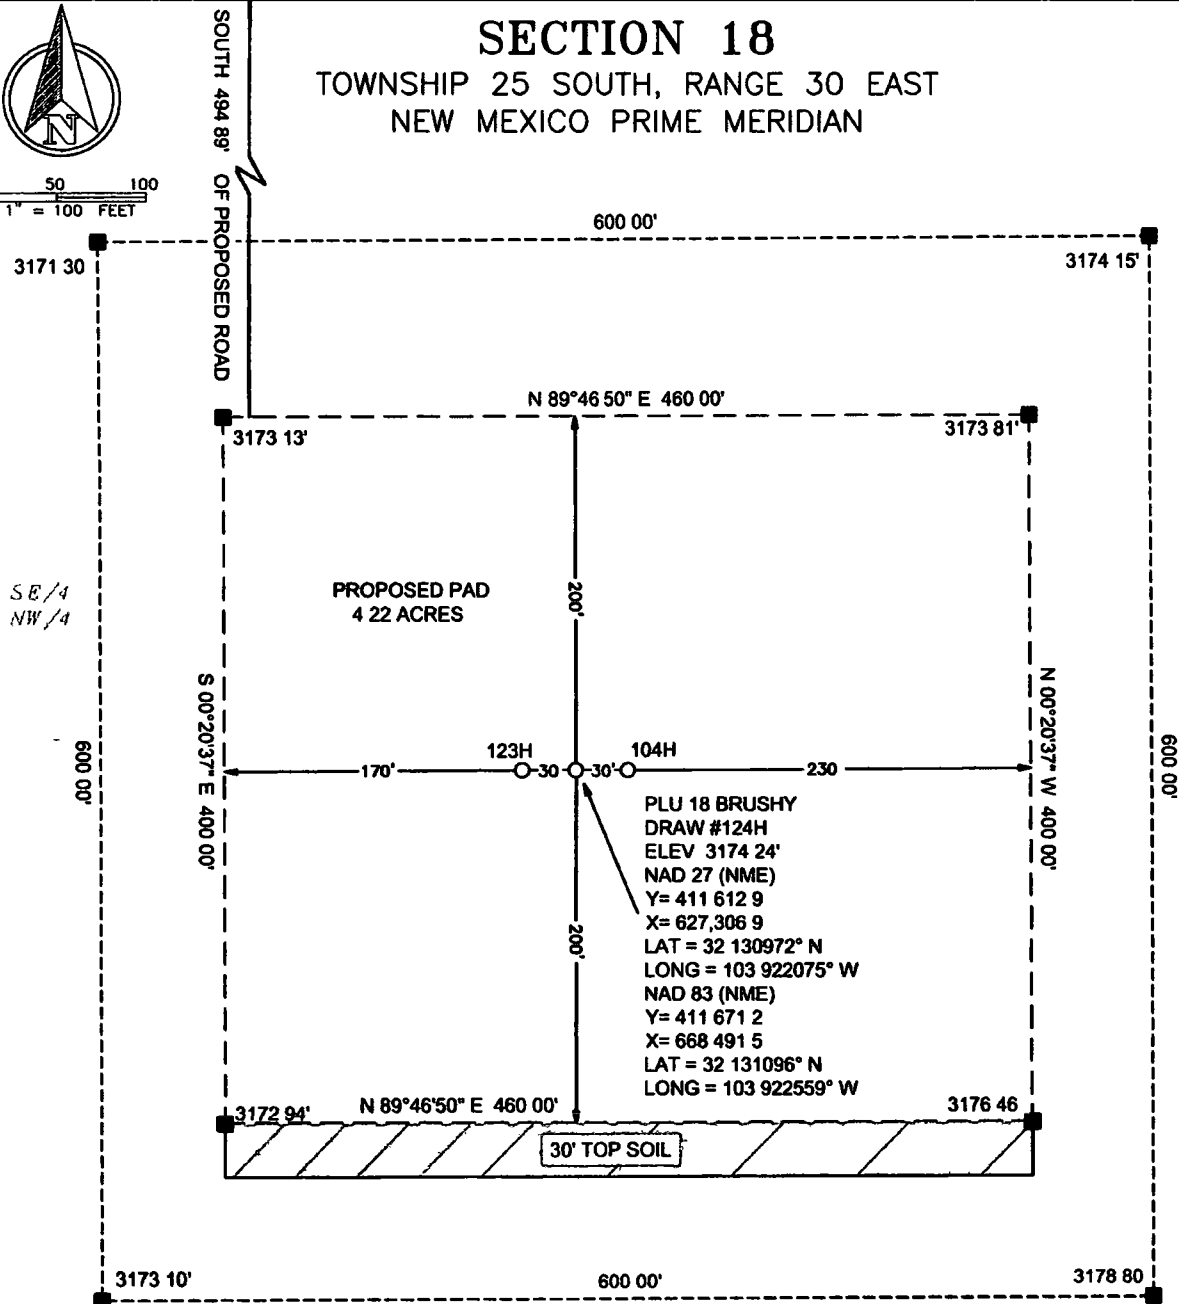 SECTION 18
TOWNSHIP 25 SOUTH, RANGE 30 EAST
NEW MEXICO PRIME MERIDIAN
N
50 100
1" = 100 FEET
SOUTH 494 89' OF PROPOSED ROAD
600 00'
3171 30
3174 15'
N 89°46 50" E 460 00'
3173 13'
3173 81'
SE/4
NW/4
PROPOSED PAD
4 22 ACRES
200'
S 00°20'37" E 400 00'
N 00°20'37" W 400 00'
600 00'
600 00'
123H
104H
170'
30
30'
230
PLU 18 BRUSHY
DRAW #124H
ELEV 3174 24'
NAD 27 (NME)
Y= 411 612 9
X= 627,306 9
LAT = 32 130972° N
LONG = 103 922075° W
NAD 83 (NME)
Y= 411 671 2
X= 668 491 5
LAT = 32 131096° N
LONG = 103 922559° W
200'
3172 94'
N 89°46'50" E 460 00'
3176 46
30' TOP SOIL
3173 10'
600 00'
3178 80